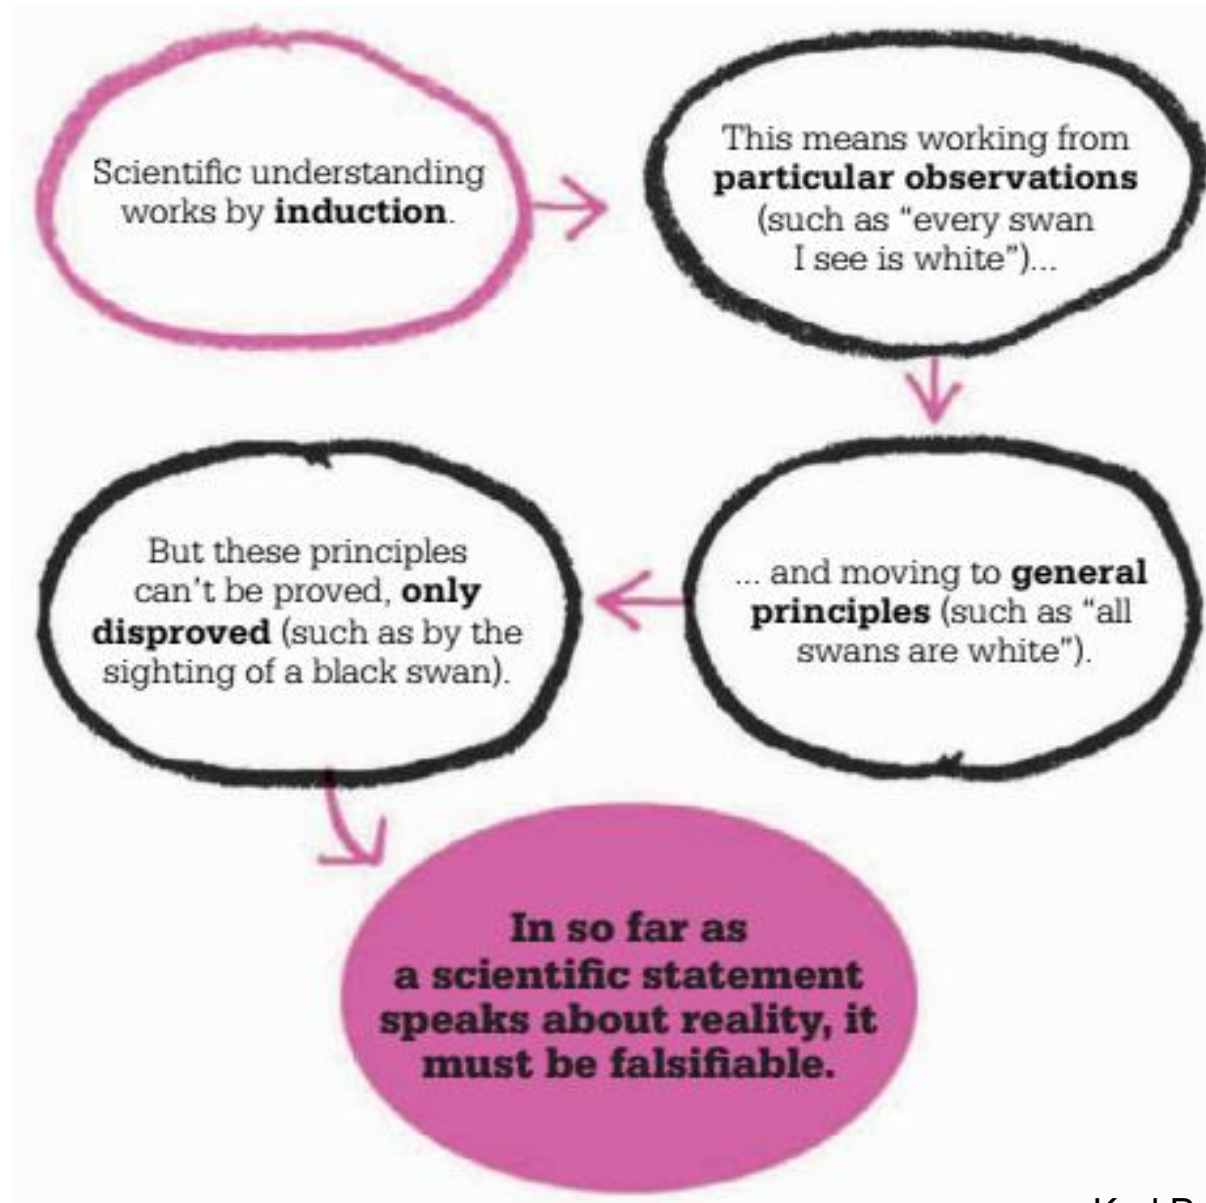 Scientific understanding
works by induction.
This means working from
particular observations
(such as “every swan
I see is white”)...
... and moving to general
principles (such as “all
swans are white”).
But these principles
can’t be proved, only
disproved (such as by the
sighting of a black swan).
In so far as
a scientific statement
speaks about reality, it
must be falsifiable.